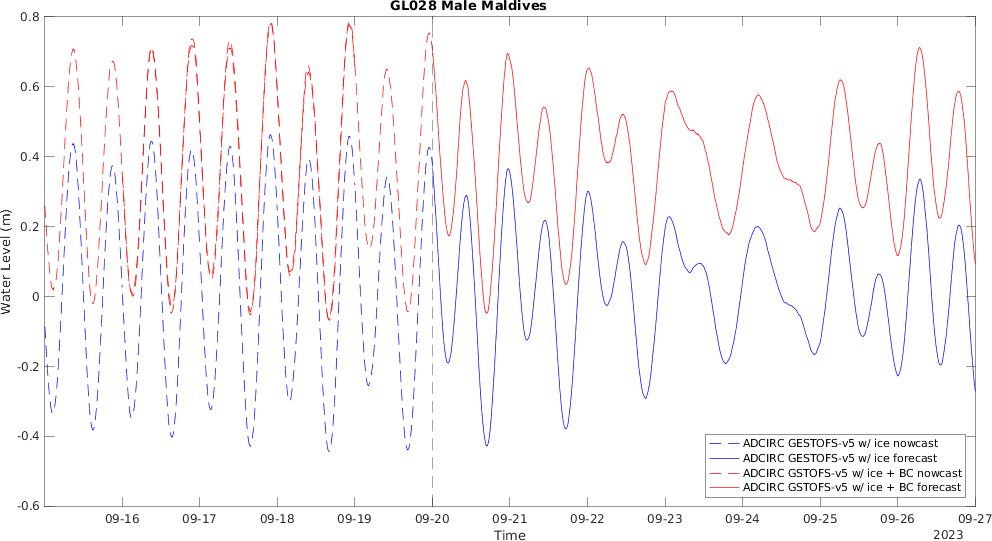 GL028 Male Maldives
0.8
0.6
0.4
0.2
0
-0.2
-0.4
-0.6
Water Level (m)
ADCIRC GESTOFS-v5 w/ ice nowcast
ADCIRC GESTOFS-v5 w/ ice forecast
ADCIRC GSTOFS-v5 w/ ice + BC nowcast
ADCIRC GSTOFS-v5 w/ ice + BC forecast
09-16 09-17 09-18 09-19 09-20 09-21 09-22 09-23 09-24 09-25 09-26 09-27
Time
2023